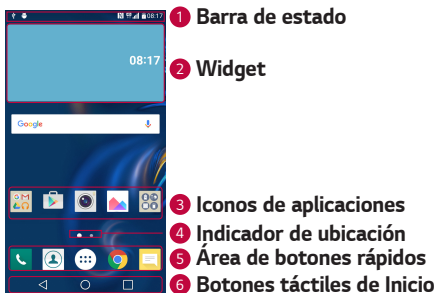 08:17
1 Barra de estado
08:17
2 Widget
Google
3 Iconos de aplicaciones
4 Indicador de ubicación
5 Área de botones rápidos
6 Botones táctiles de Inicio